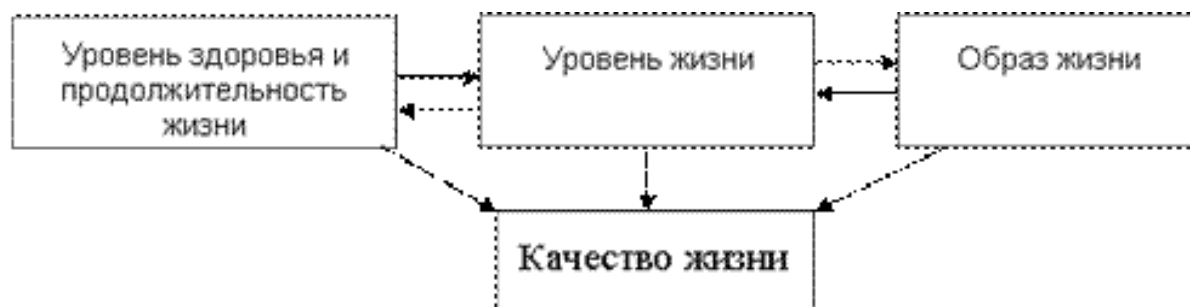 Уровень здоровья и
продолжительность
жизни
Уровень жизни
Образ жизни
Качество жизни